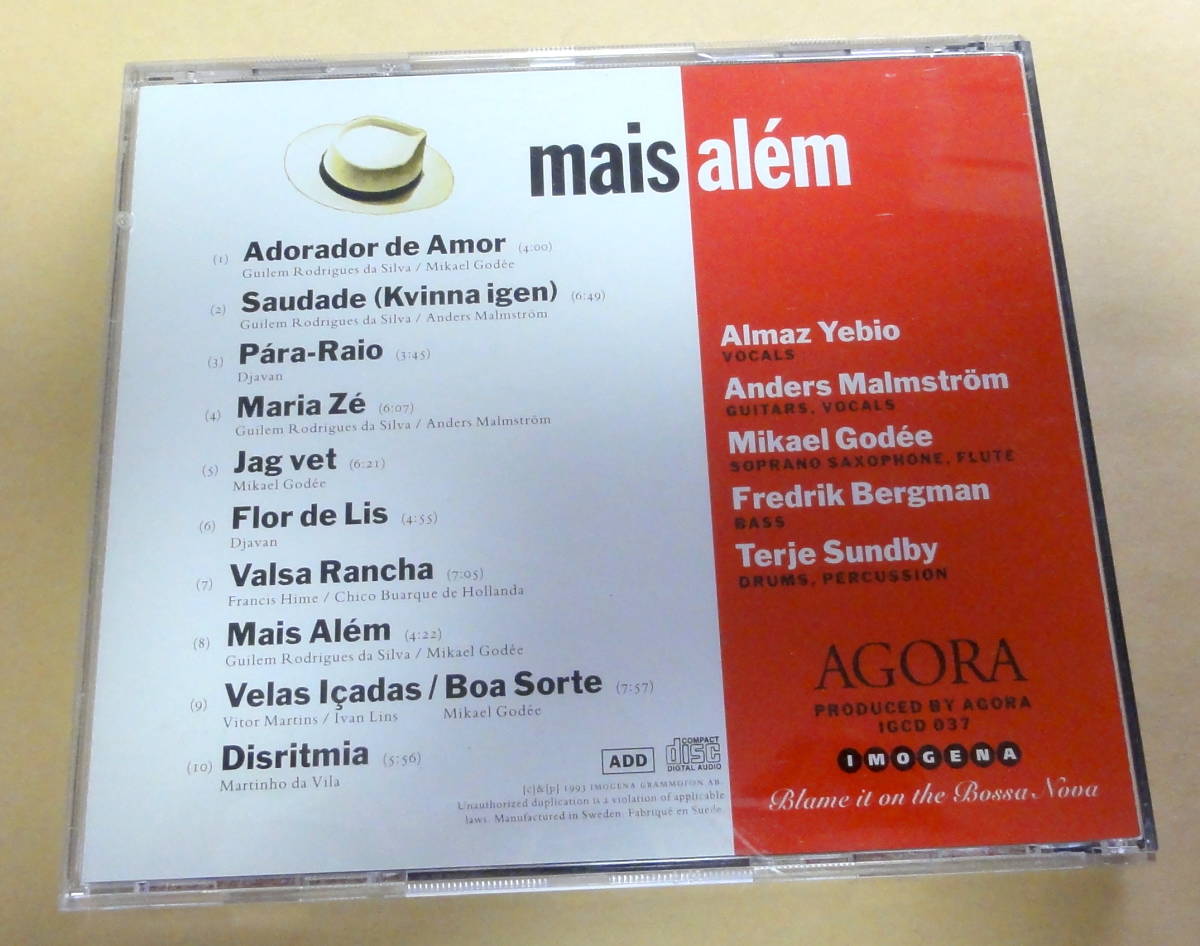 mais além
(1) Adorador de Amor (4:00)
Guilem Rodrigues da Silva / Mikael Godée
(2) Saudade (Kvinna igen) (6:49)
Guilem Rodrigues da Silva / Anders Malmström
(3) Pára-Raio (3:45)
Djavan
(4) Maria Zé (6:07)
Guilem Rodrigues da Silva / Anders Malmström
(5) Jag vet (6:21)
Mikael Godée
(6) Flor de Lis (4:55)
Djavan
(7) Valsa Rancha (7:05)
Francis Hime / Chico Buarque de Hollanda
(8) Mais Além (4:22)
Guilem Rodrigues da Silva / Mikael Godée
(9) Velas Içadas / Boa Sorte (7:57)
Vitor Martins / Ivan Lins Mikael Godée
(10) Disritmia (5:56)
Martinho da Vila
ADD
COMPACT
disc
DIGITAL AUDIO
[c]&[p] 1993 IMOGENA GRAMMOFON AB.
Unauthorized duplication is a violation of applicable
laws. Manufactured in Sweden. Fabriqué en Suede.
Almaz Yebio
VOCALS
Anders Malmström
GUITARS, VOCALS
Mikael Godée
SOPRANO SAXOPHONE, FLUTE
Fredrik Bergman
BASS
Terje Sundby
DRUMS, PERCUSSION
AGORA
PRODUCED BY AGORA
IGCD 037
IMOGENA
Blame it on the Bossa Nova